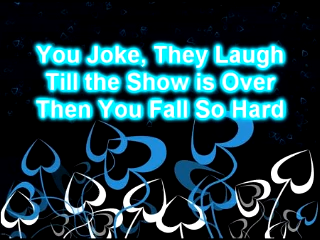 You Joke, They Laugh
Till the Show is Over
Then You Fall So Hard